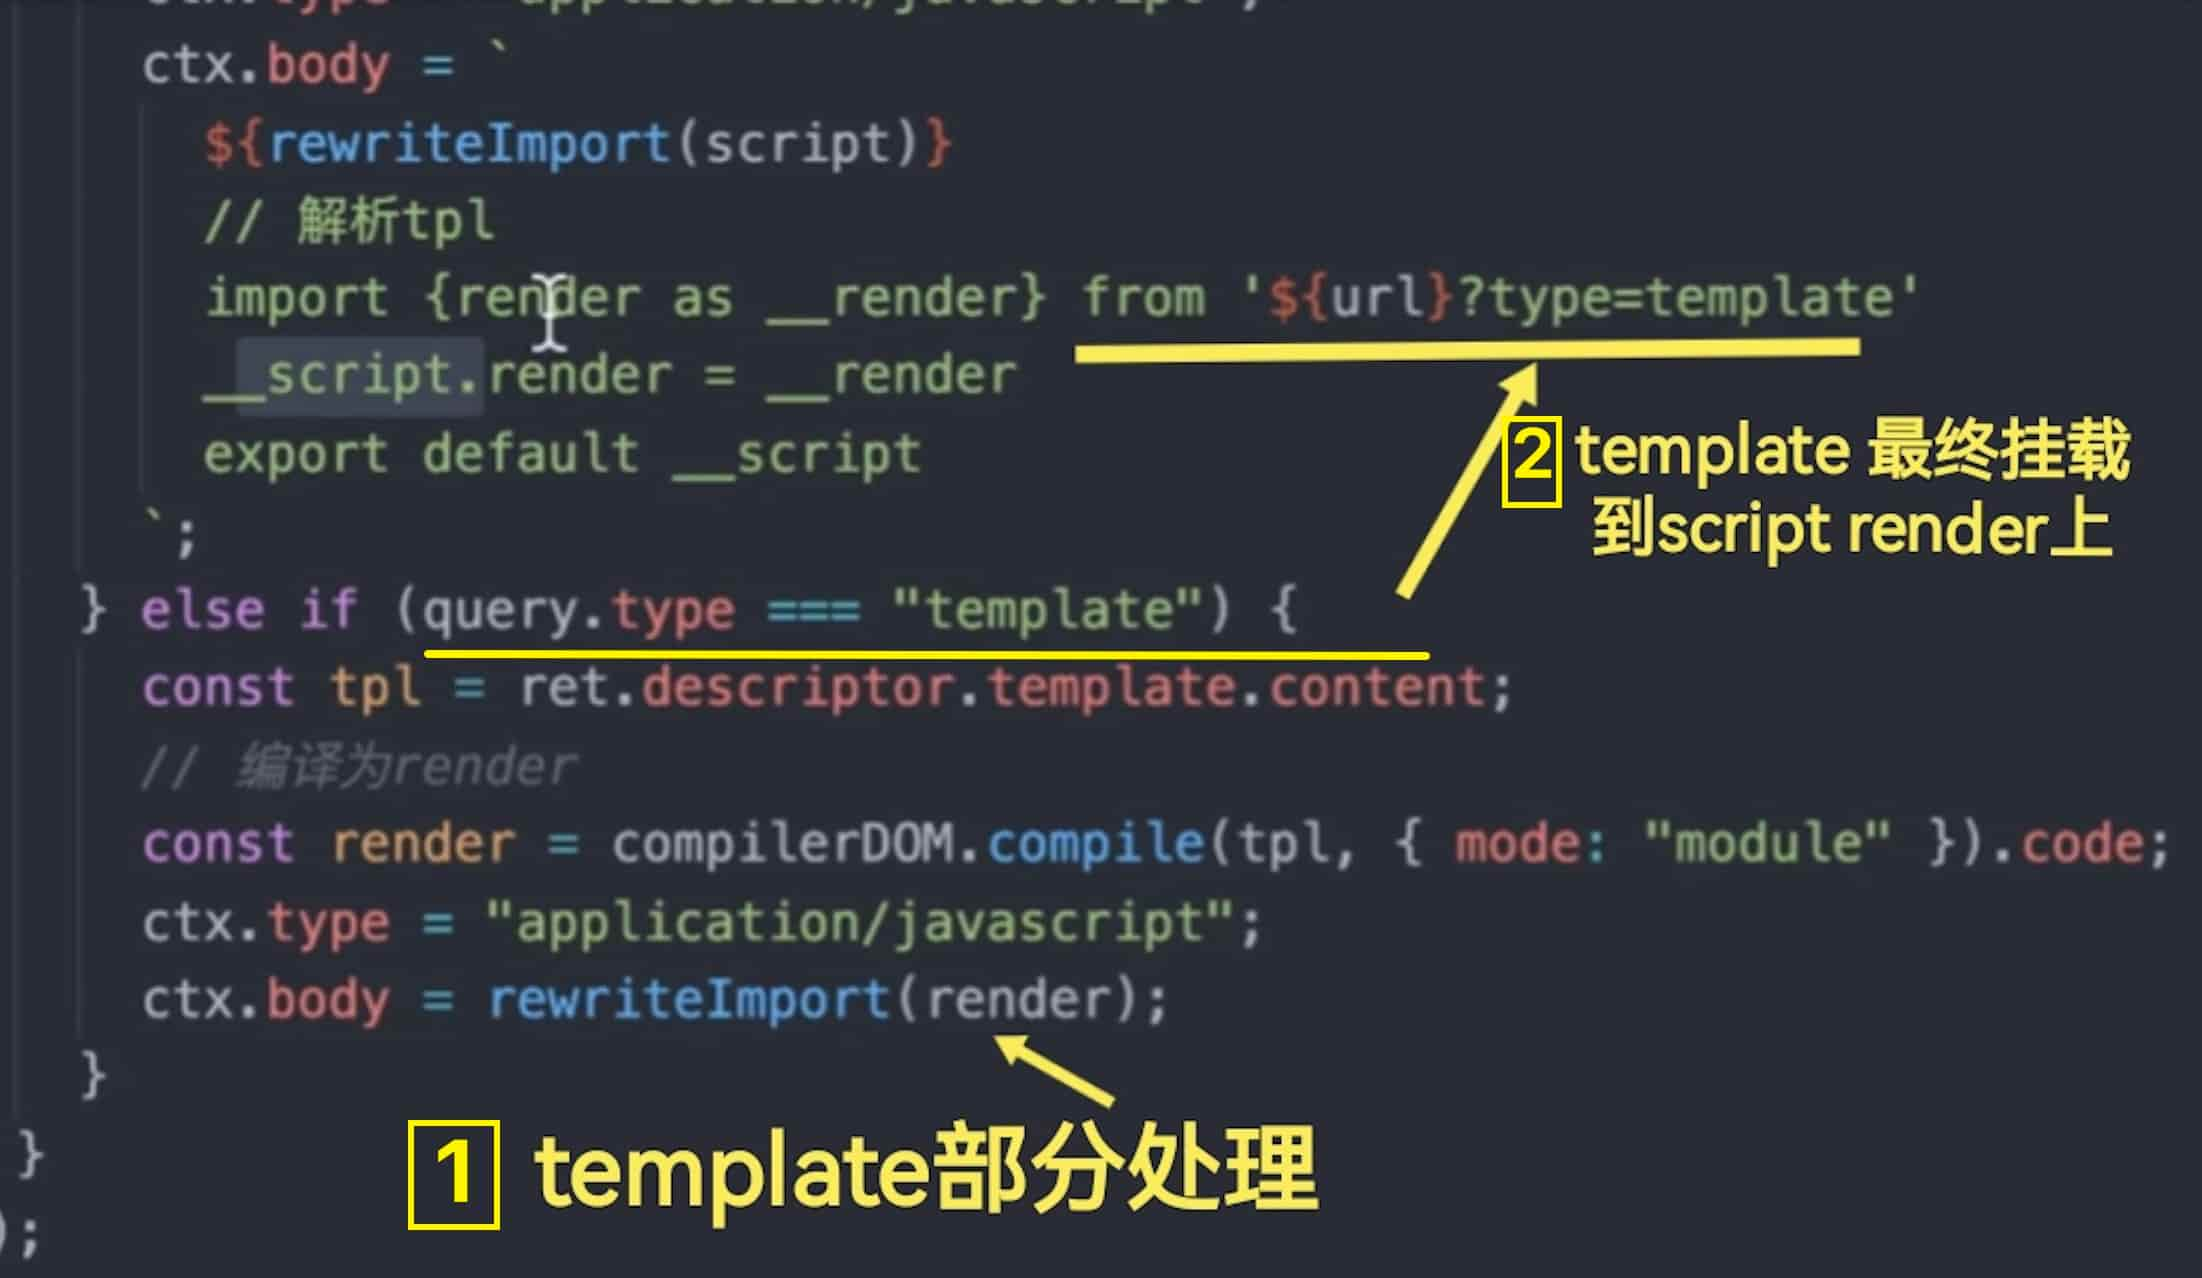 ctx.type = "application/javascript";
ctx.body = `
${rewriteImport(script)}
// 解析tpl
import {render as __render} from '${url}?type=template'
__script.render = __render
export default __script
`;
2 template 最终挂载
到script render上
} else if (query.type === "template") {
const tpl = ret.descriptor.template.content;
// 编译为render
const render = compilerDOM.compile(tpl, { mode: "module" }).code;
ctx.type = "application/javascript";
ctx.body = rewriteImport(render);
}
1 template部分处理
}
);